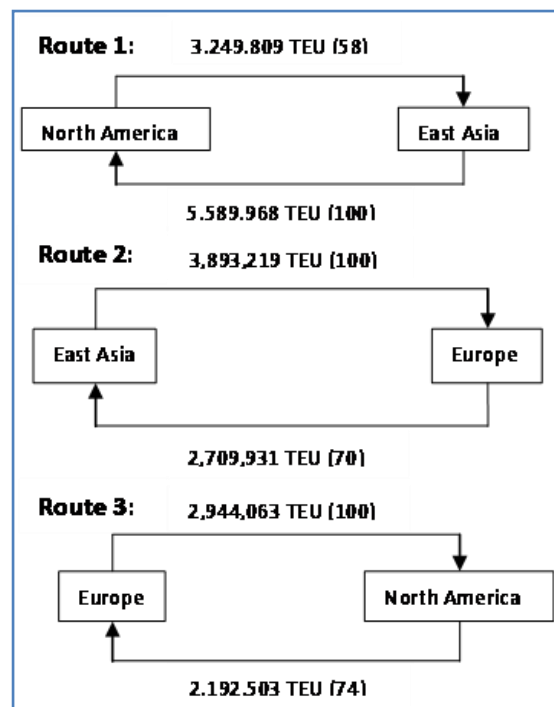 Route 1: 3.249.809 TEU (58)
North America East Asia
5.589.968 TEU (100)
Route 2: 3,893,219 TEU (100)
East Asia Europe
2,709,931 TEU (70)
Route 3: 2,944,063 TEU (100)
Europe North America
2.192.503 TEU (74)